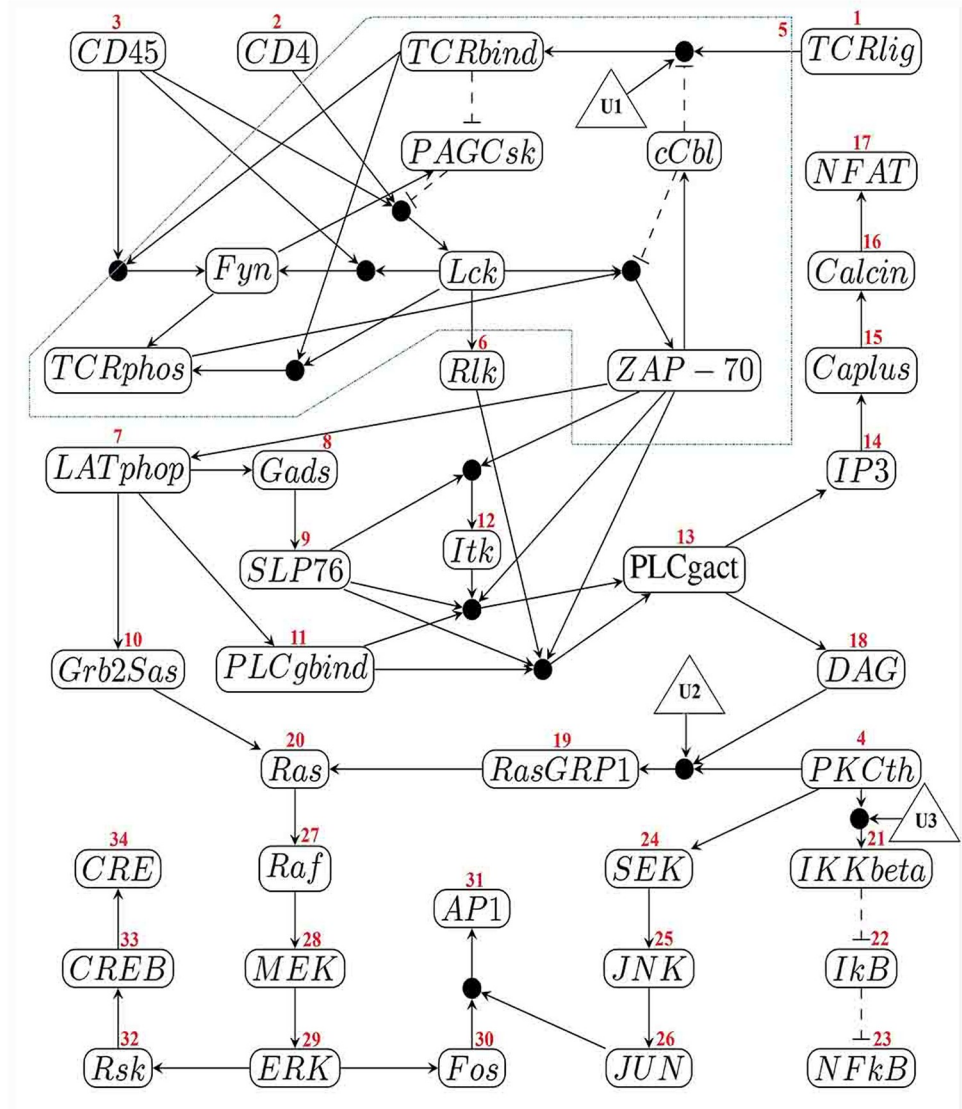 3 2 5 1
CD45 CD4 TCRbind TCRlig
U1
PAGCsk cCbl 17
NFAT
16
Fyn Lck Calcin
6 15
TCRphos Rlk ZAP − 70 Caplus
7 8 14
LATphop Gads IP3
9 12 13
SLP76 Itk PLCgact
10 11 18
Grb2Sas PLCgbind DAG
U2
20 19 4
Ras RasGRP1 PKCth
U3
34 27 24 21
CRE Raf SEK IKKbeta
31
AP1
33 28 25 22
CREB MEK JNK IkB
32 29 30 26 23
Rsk ERK Fos JUN NFkB